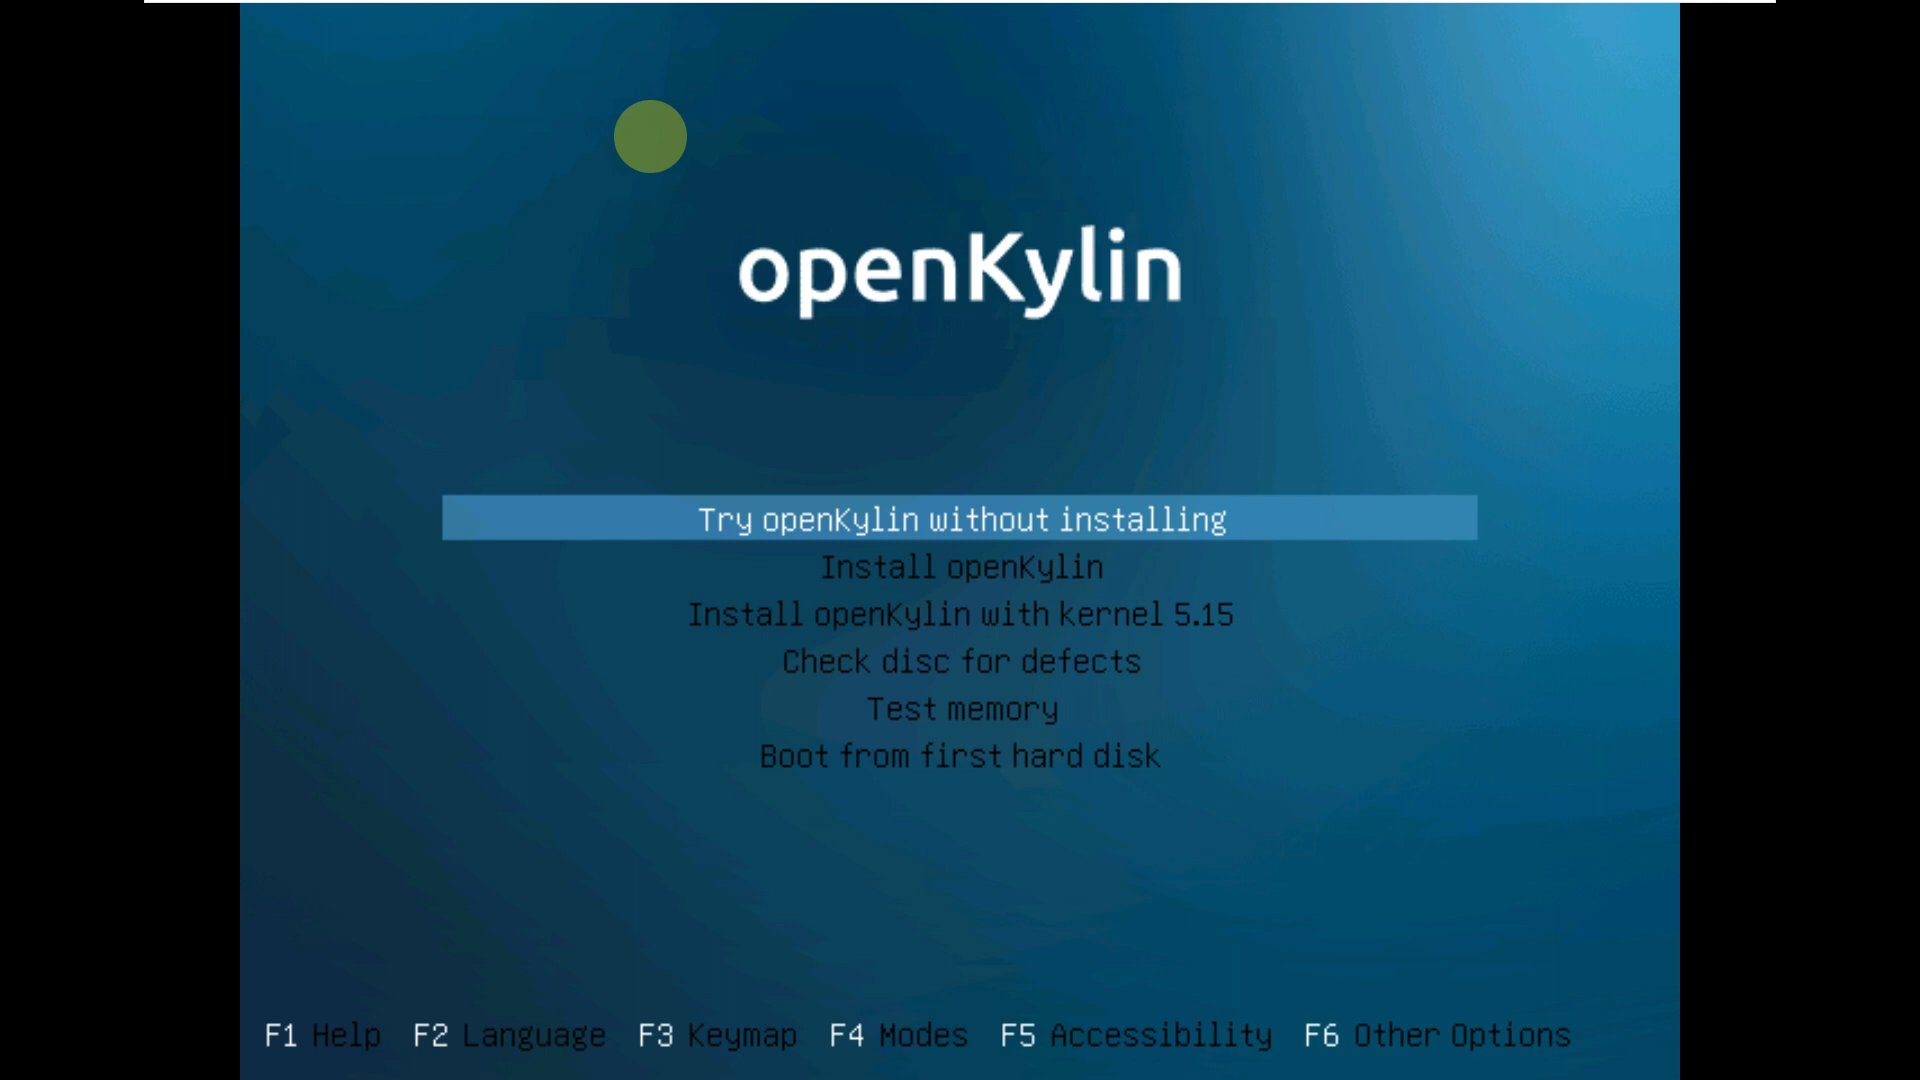 openKylin
Try openKylin without installing
Install openKylin
Install openKylin with kernel 5.15
Check disc for defects
Test memory
Boot from first hard disk
F1 Help F2 Language F3 Keymap F4 Modes F5 Accessibility F6 Other Options